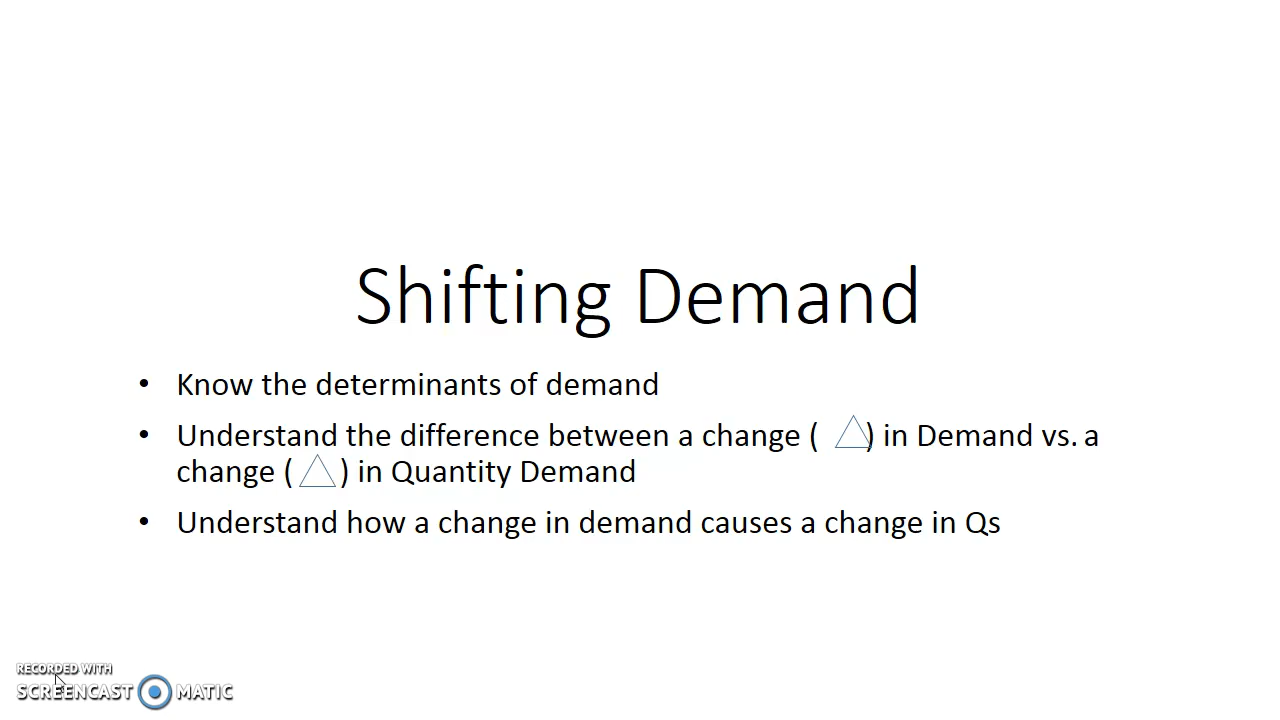 Shifting Demand
• Know the determinants of demand
• Understand the difference between a change ( △) in Demand vs. a
change ( △ ) in Quantity Demand
• Understand how a change in demand causes a change in Qs
RECORDED WITH
SCREENCAST MATIC